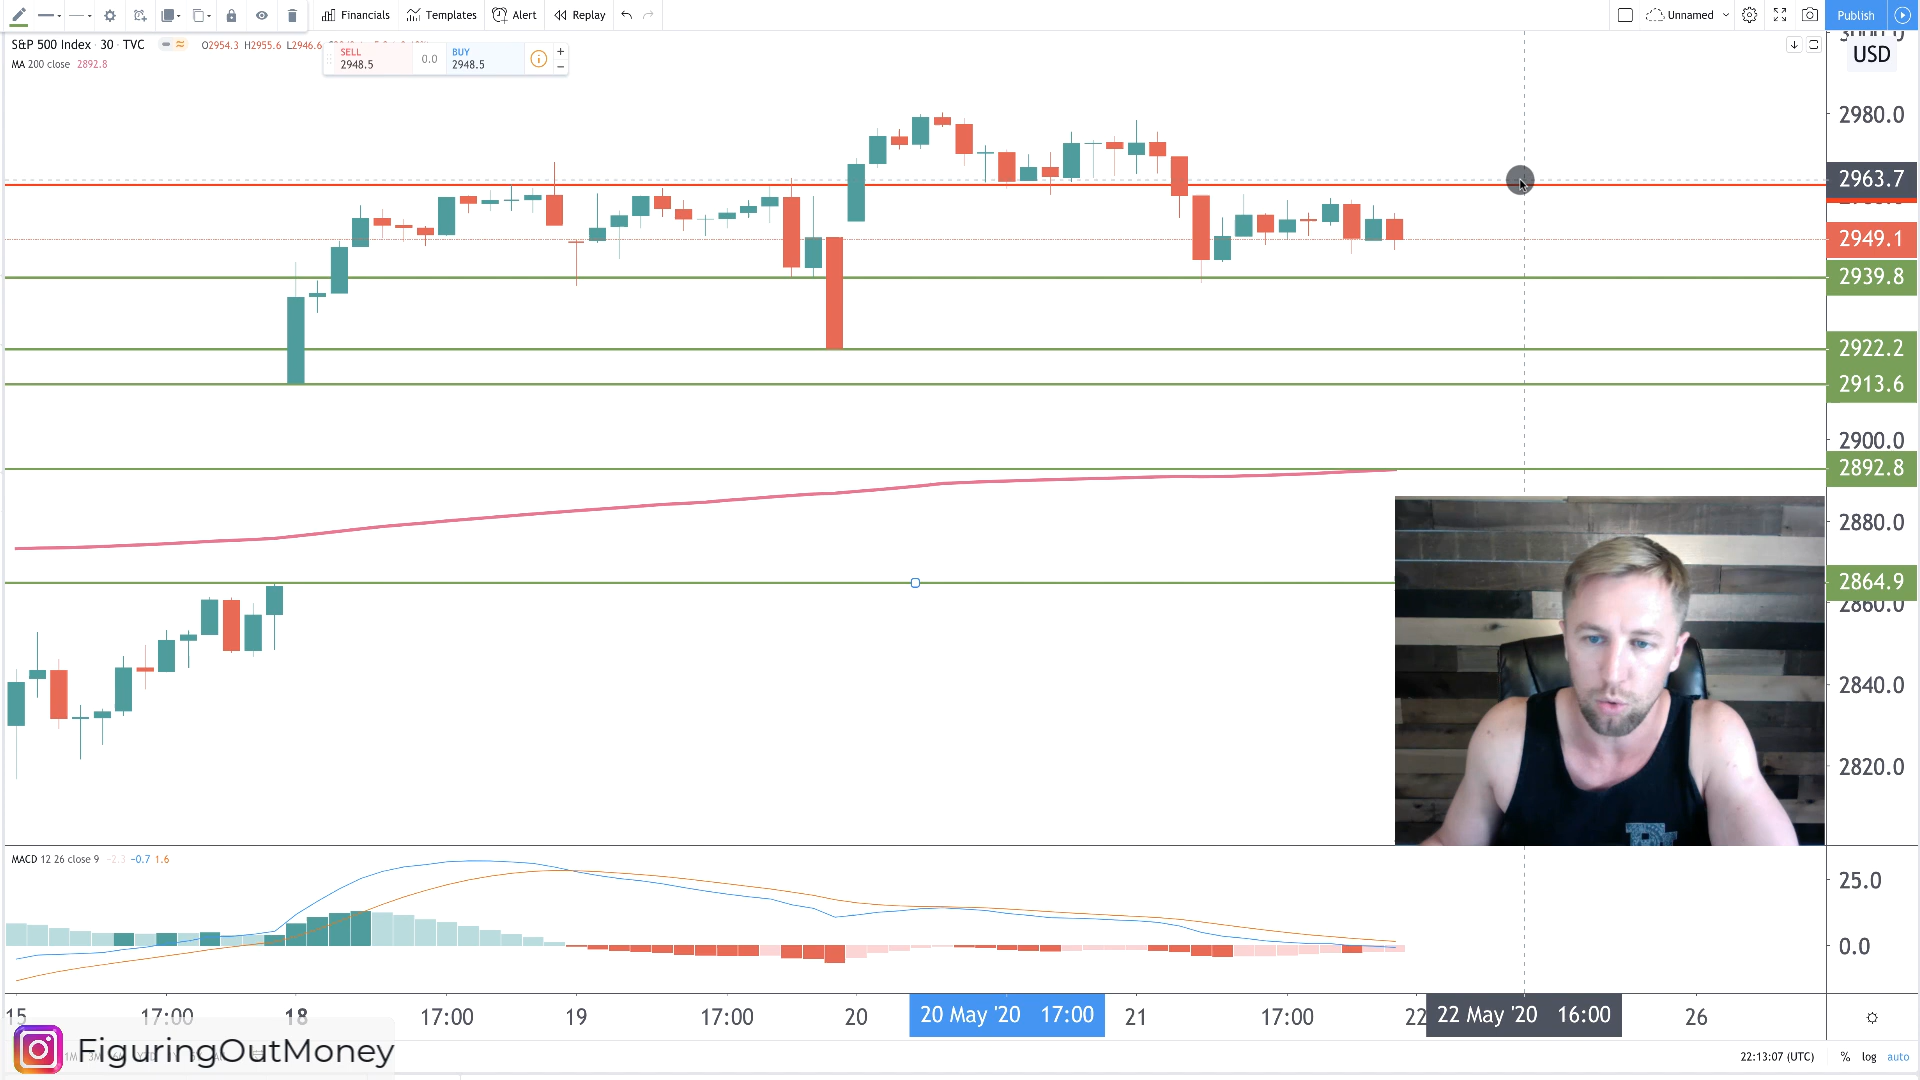 Financials Templates Alert Replay Unnamed Publish
S&P 500 Index · 30 · TVC O2954.3 H2955.6 L2946.6
MA 200 close 2892.8
SELL
2948.5
0.0
BUY
2948.5
USD
2980.0
2963.7
2949.1
2939.8
2922.2
2913.6
2900.0
2892.8
2880.0
2864.9
2860.0
2840.0
2820.0
MACD 12 26 close 9 -2.3 -0.7 1.6
25.0
0.0
15 17:00 18 17:00 19 17:00 20 20 May '20 17:00 21 17:00 22 22 May '20 16:00 26
FiguringOutMoney
22:13:07 (UTC) % log auto